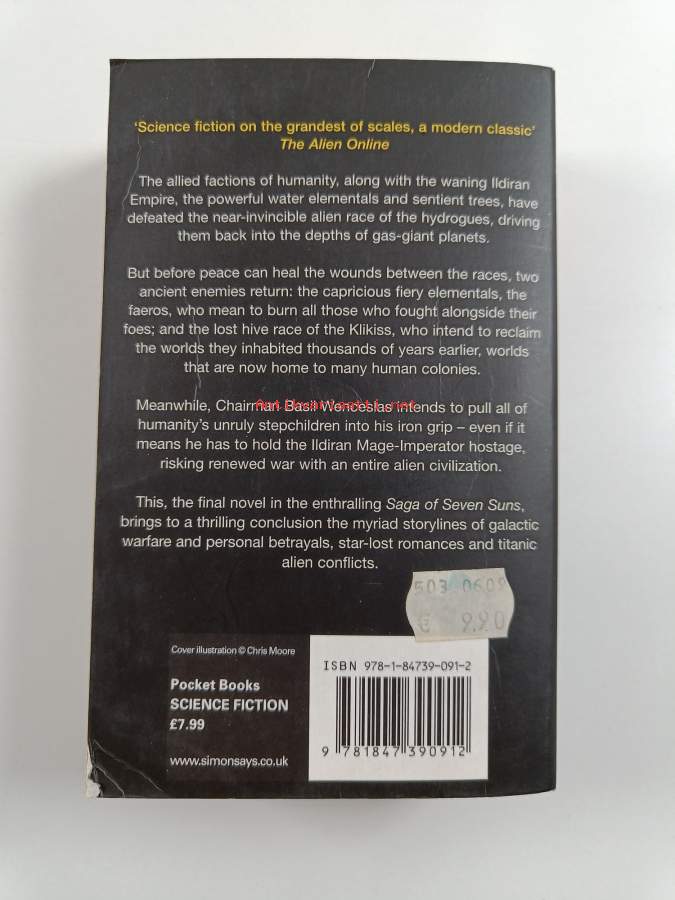 ‘Science fiction on the grandest of scales, a modern classic’
The Alien Online
The allied factions of humanity, along with the waning Ildiran
Empire, the powerful water elementals and sentient trees, have
defeated the near-invincible alien race of the hydrogues, driving
them back into the depths of gas-giant planets.
But before peace can heal the wounds between the races, two
ancient enemies return: the capricious fiery elementals, the
faeros, who mean to burn all those who fought alongside their
foes; and the lost hive race of the Klikiss, who intend to reclaim
the worlds they inhabited thousands of years earlier, worlds
that are now home to many human colonies.
Meanwhile, Chairman Basil Wenceslas intends to pull all of
humanity’s unruly stepchildren into his iron grip – even if it
means he has to hold the Ildiran Mage-Imperator hostage,
risking renewed war with an entire alien civilization.
This, the final novel in the enthralling Saga of Seven Suns,
brings to a thrilling conclusion the myriad storylines of galactic
warfare and personal betrayals, star-lost romances and titanic
alien conflicts.
503 0609
€ 9.90
Cover illustration © Chris Moore
Pocket Books
SCIENCE FICTION
£7.99
www.simonsays.co.uk
ISBN 978-1-84739-091-2
9 781847 390912